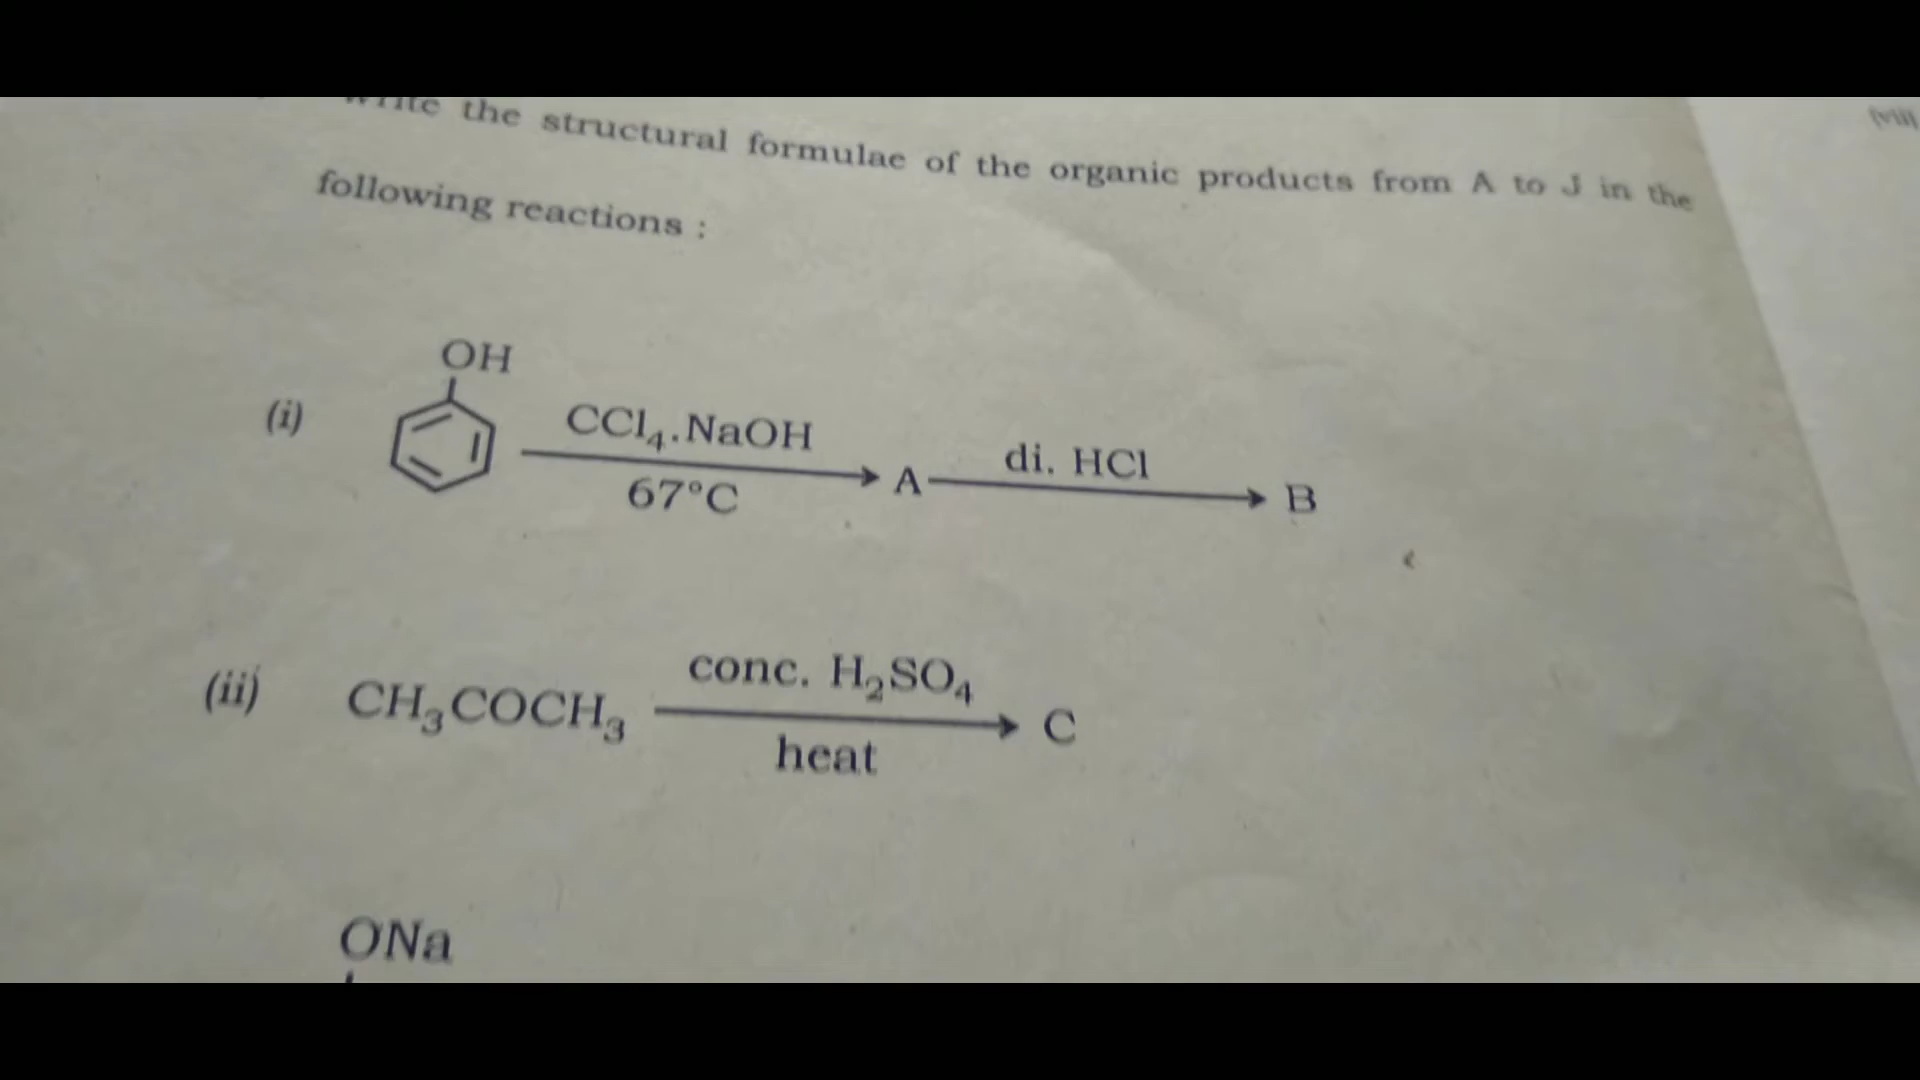 Write the structural formulae of the organic products from A to J in the
following reactions :
OH
(i) CCl₄.NaOH 67°C A di. HCl B
(ii) CH₃COCH₃ conc. H₂SO₄ heat C
ONa